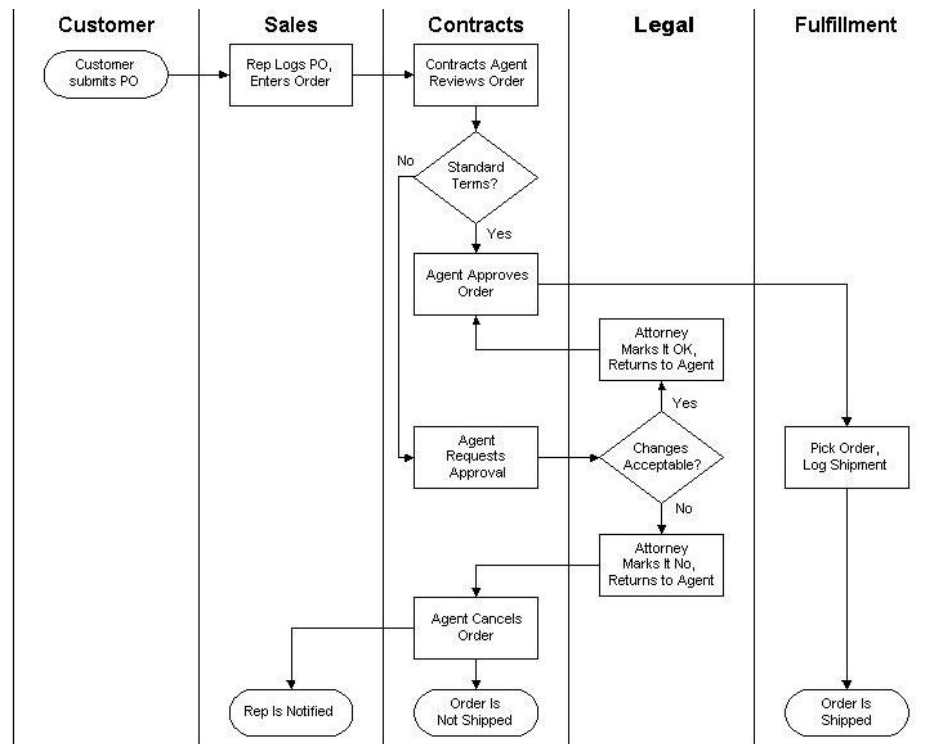 Customer
Sales
Contracts
Legal
Fulfillment
Customer
submits PO
Rep Logs PO,
Enters Order
Contracts Agent
Reviews Order
No
Standard
Terms?
Yes
Agent Approves
Order
Attorney
Marks It OK,
Returns to Agent
Yes
Agent
Requests
Approval
Changes
Acceptable?
Pick Order,
Log Shipment
No
Attorney
Marks It No,
Returns to Agent
Agent Cancels
Order
Rep Is Notified
Order Is
Not Shipped
Order Is
Shipped